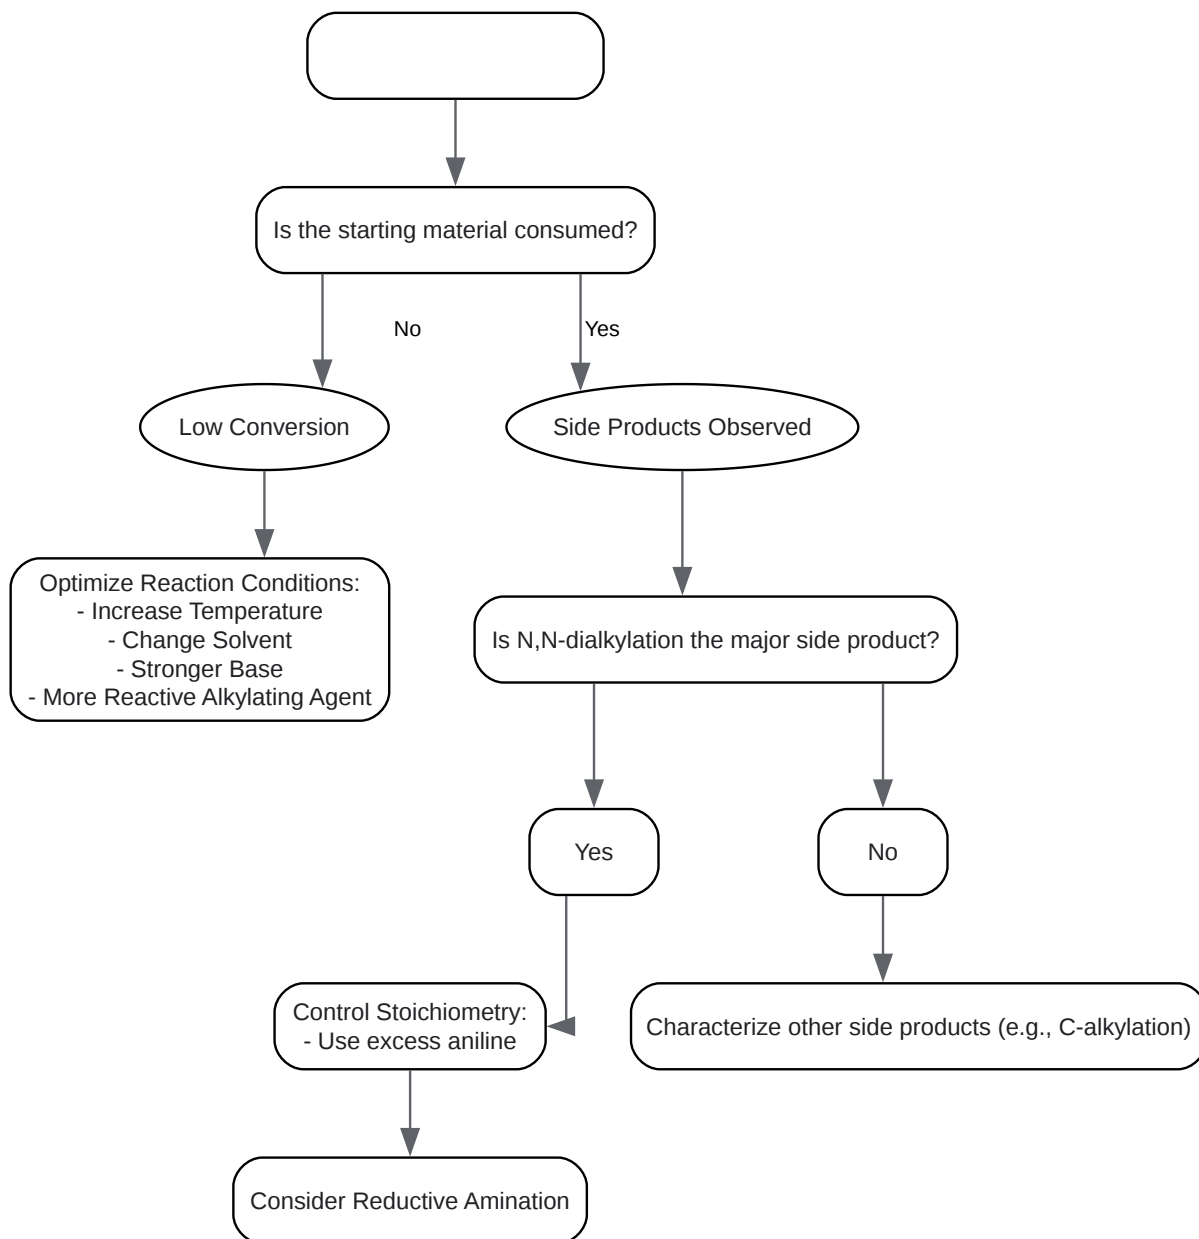 Is the starting material consumed?
No
Yes
Low Conversion
Side Products Observed
Optimize Reaction Conditions:
- Increase Temperature
- Change Solvent
- Stronger Base
- More Reactive Alkylating Agent
Is N,N-dialkylation the major side product?
Yes
No
Control Stoichiometry:
- Use excess aniline
Characterize other side products (e.g., C-alkylation)
Consider Reductive Amination